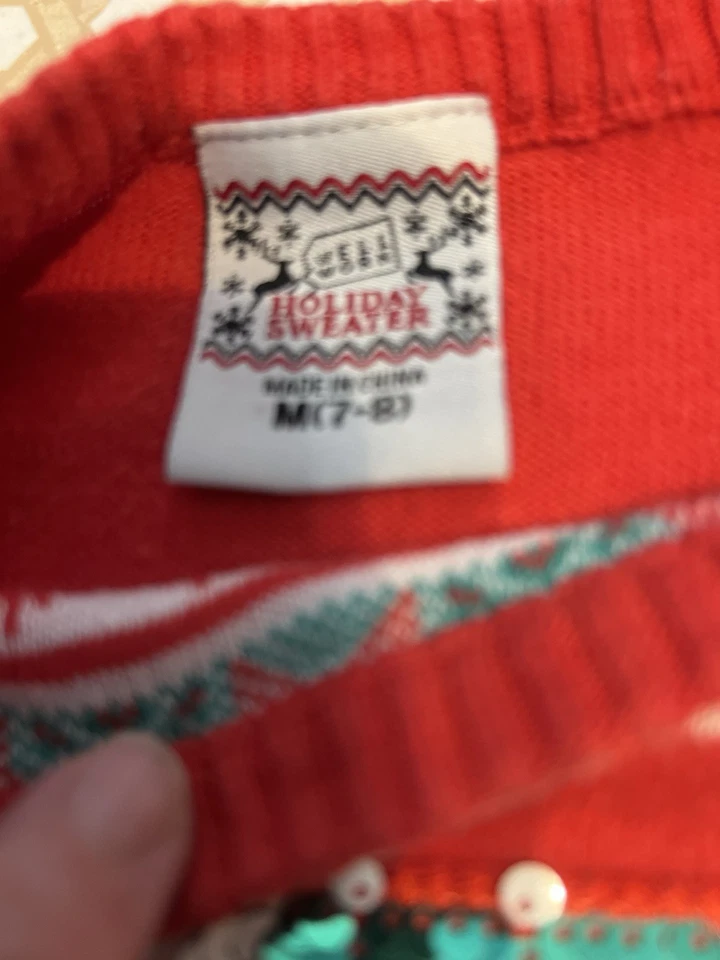 WELL
WORN
HOLIDAY
SWEATER
MADE IN CHINA
M(7-8)